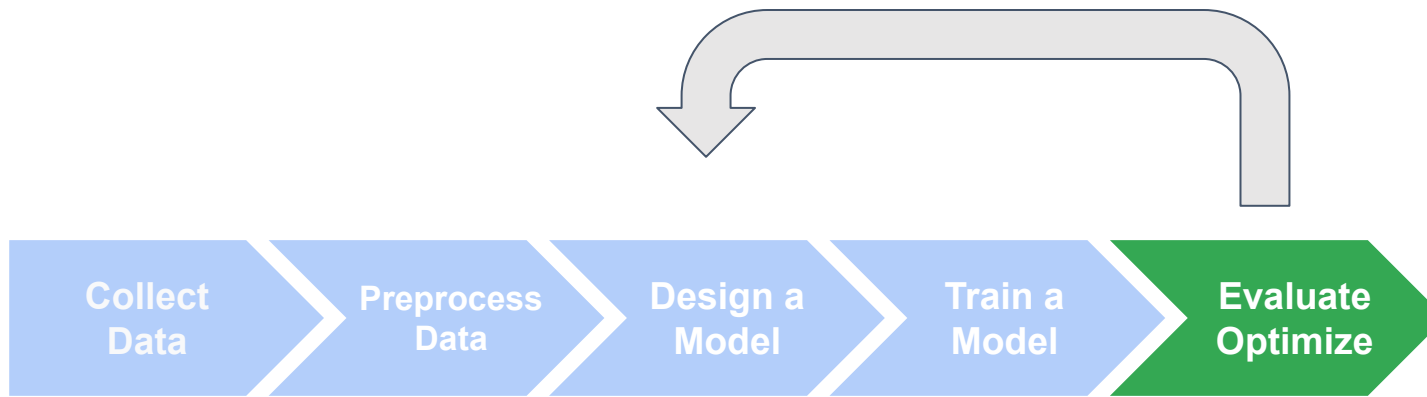 Collect
Data
Preprocess
Data
Design a
Model
Train a
Model
Evaluate
Optimize